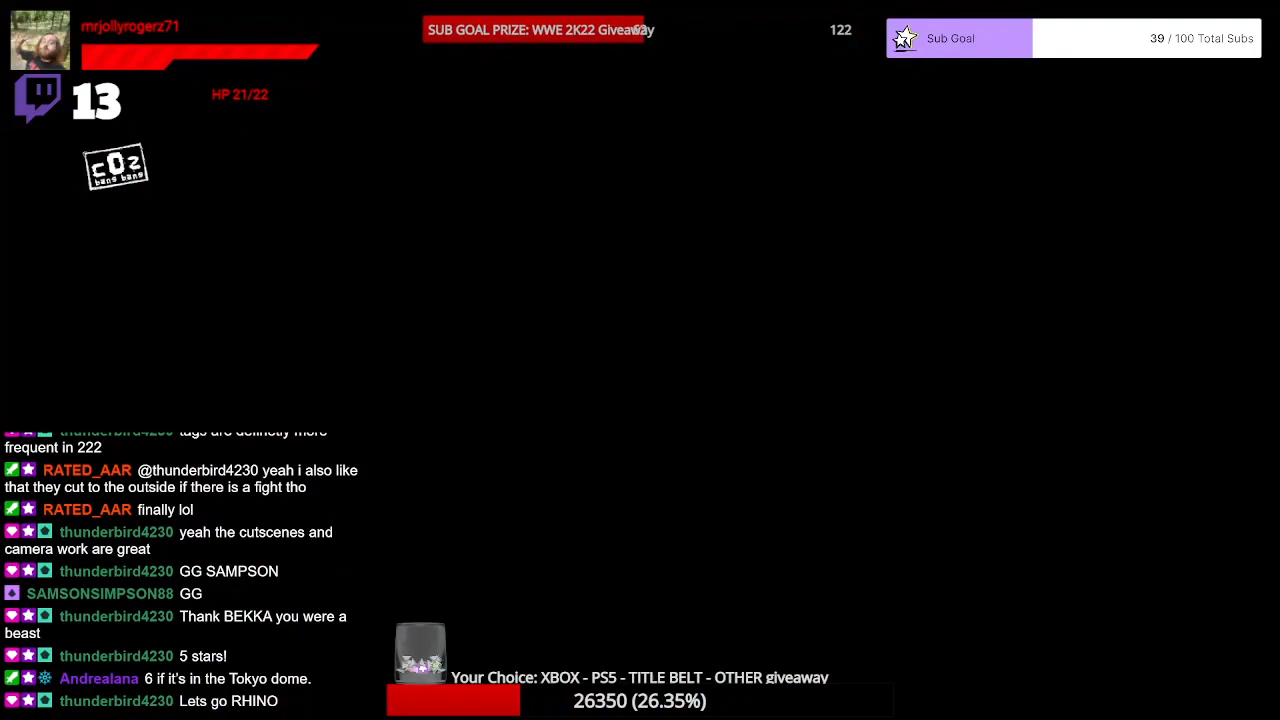 mrjollyrogerz71
SUB GOAL PRIZE: WWE 2K22 Giveaway
122
Sub Goal
39 / 100 Total Subs
13
HP 21/22
cOz
bang bang
frequent in 222
RATED_AAR @thunderbird4230 yeah i also like
that they cut to the outside if there is a fight tho
RATED_AAR finally lol
thunderbird4230 yeah the cutscenes and
camera work are great
thunderbird4230 GG SAMPSON
SAMSONSIMPSON88 GG
thunderbird4230 Thank BEKKA you were a
beast
thunderbird4230 5 stars!
Andrealana 6 if it's in the Tokyo dome.
thunderbird4230 Lets go RHINO
Your Choice: XBOX - PS5 - TITLE BELT - OTHER giveaway
26350 (26.35%)